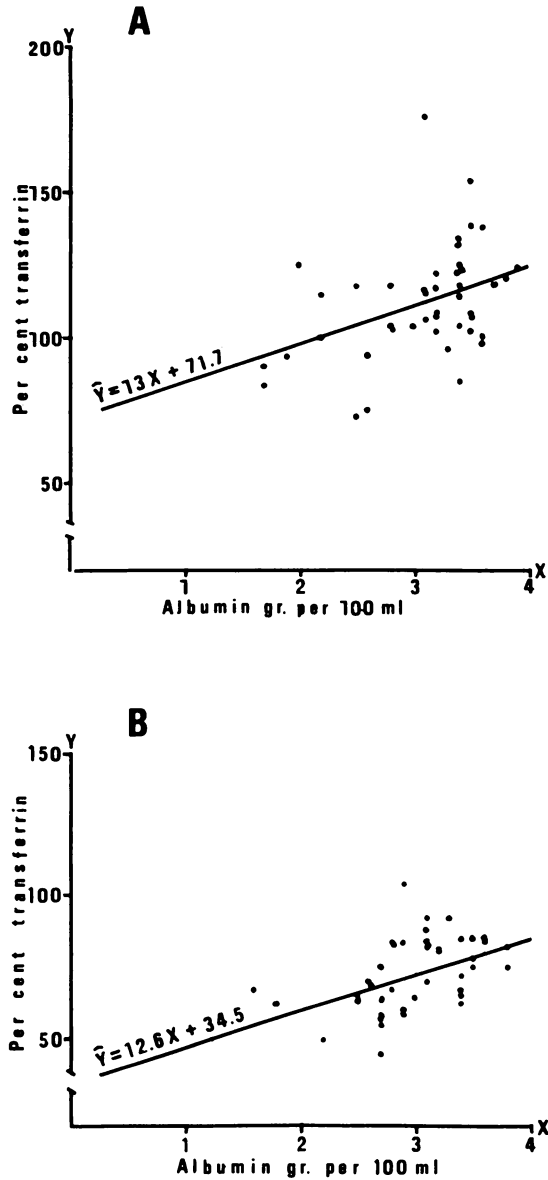 A
Y
200
150
100
50
Per cent transferrin
Ŷ=13X + 71.7
1 2 3 4 X
Albumin gr. per 100 ml
B
Y
150
100
50
Per cent transferrin
Ŷ=12.6X + 34.5
1 2 3 4 X
Albumin gr. per 100 ml